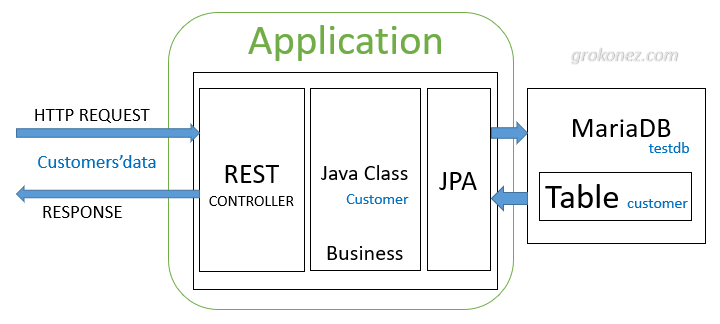 Application
grokonez.com
HTTP REQUEST
Customers'data
RESPONSE
REST
CONTROLLER
Java Class
Customer
Business
JPA
MariaDB
testdb
Table customer